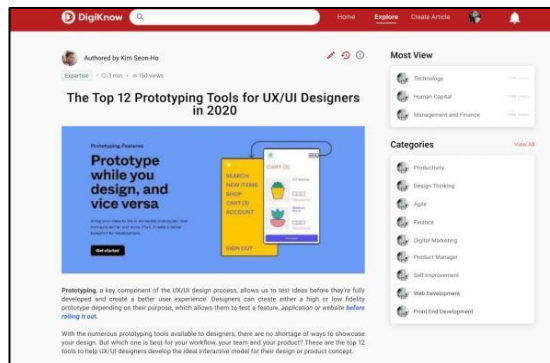 DigiKnow
Home Explore Create Article
Authored by Kim Seon-Ho
Expertise 3 min. 150 views
The Top 12 Prototyping Tools for UX/UI Designers
in 2020
Prototyping Features
Prototype
while you
design, and
vice versa
Get started
SEARCH
NEW ITEMS
SHOP
CART (3)
ACCOUNT
SIGN OUT
CART (3)
Prototyping, a key component of the UX/UI design process, allows us to test ideas before they're fully
developed and create a better user experience. Designers can create either a high or low fidelity
prototype depending on their purpose, which allows them to test a feature, application or website before
rolling it out.
With the numerous prototyping tools available to designers, there are no shortage of ways to showcase
your design. But which one is best for your workflow, your team and your product? These are the top 12
tools to help UX/UI designers develop the ideal interactive model for their design or product concept.
Most View
Technology
Human Capital
Management and Finance
Categories View All
Productivity
Design Thinking
Agile
Finance
Digital Marketing
Product Manager
Self Improvement
Web Development
Front End Development